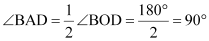 ∠BAD = 1/2 ∠BOD = 180°/2 = 90°